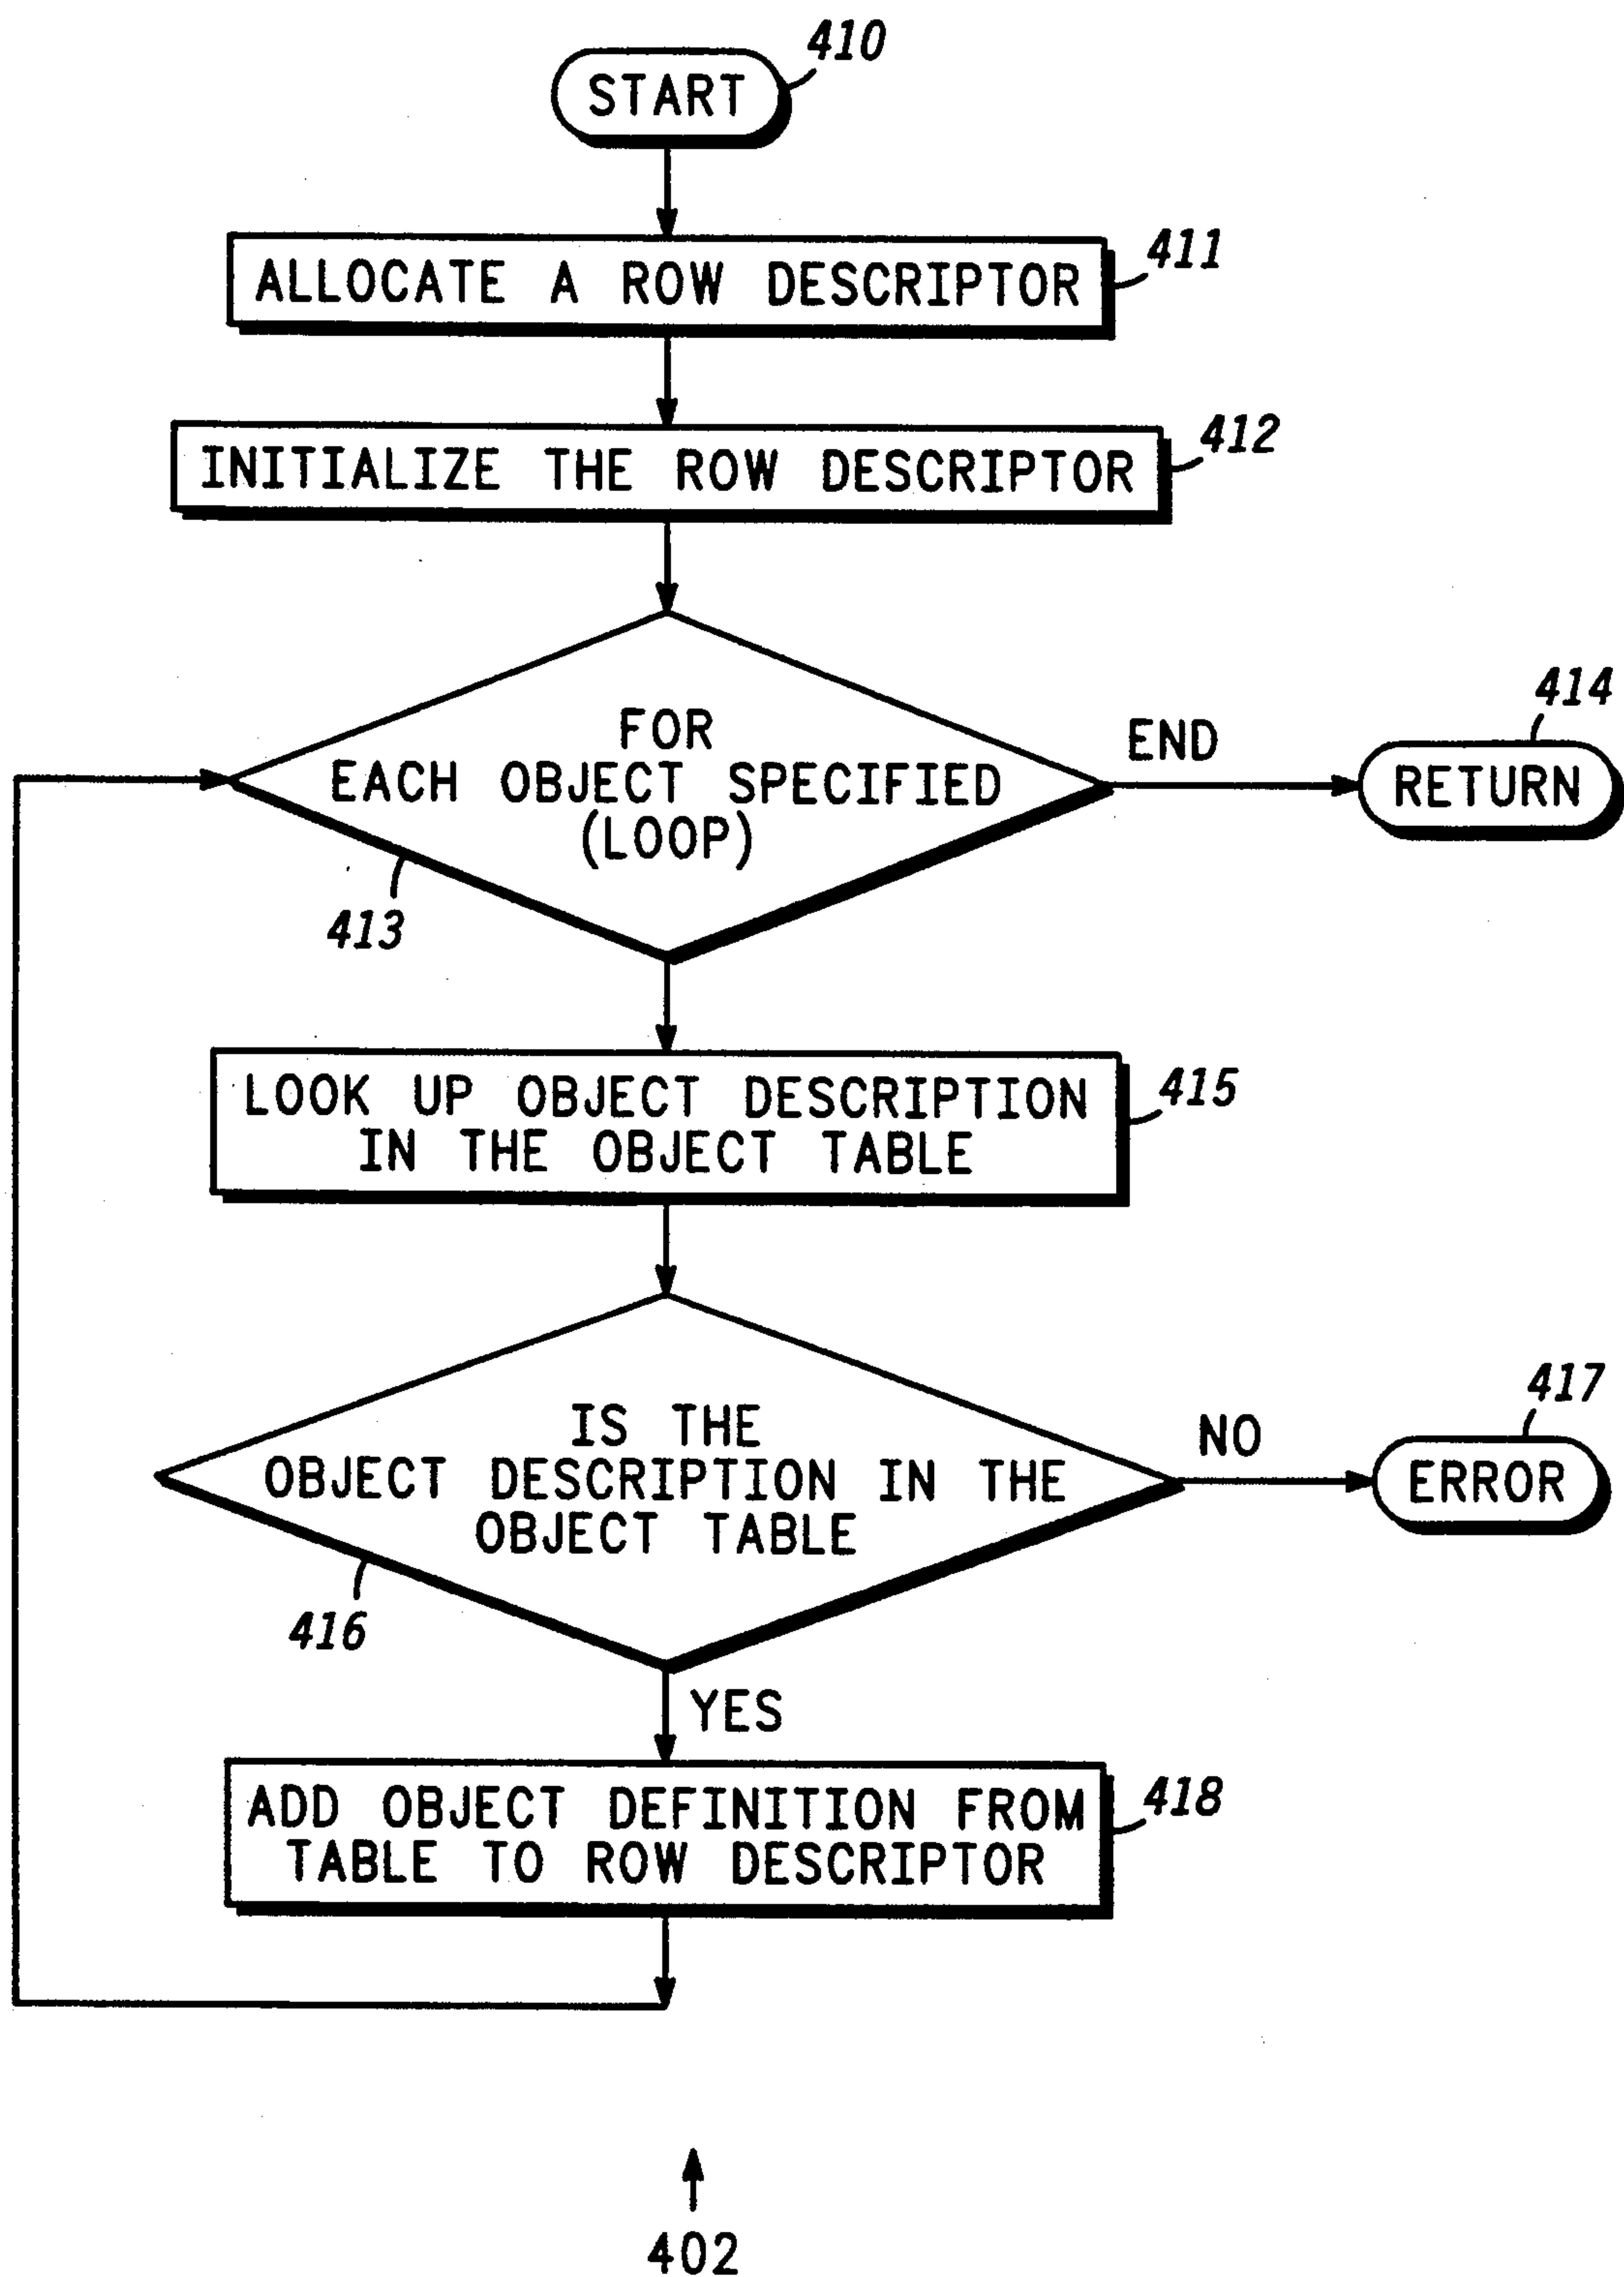 410
START
411
ALLOCATE A ROW DESCRIPTOR
412
INITIALIZE THE ROW DESCRIPTOR
FOR
EACH OBJECT SPECIFIED
(LOOP)
413
END
414
RETURN
LOOK UP OBJECT DESCRIPTION
IN THE OBJECT TABLE
415
IS THE
OBJECT DESCRIPTION IN THE
OBJECT TABLE
416
NO
417
ERROR
YES
ADD OBJECT DEFINITION FROM
TABLE TO ROW DESCRIPTOR
418
402